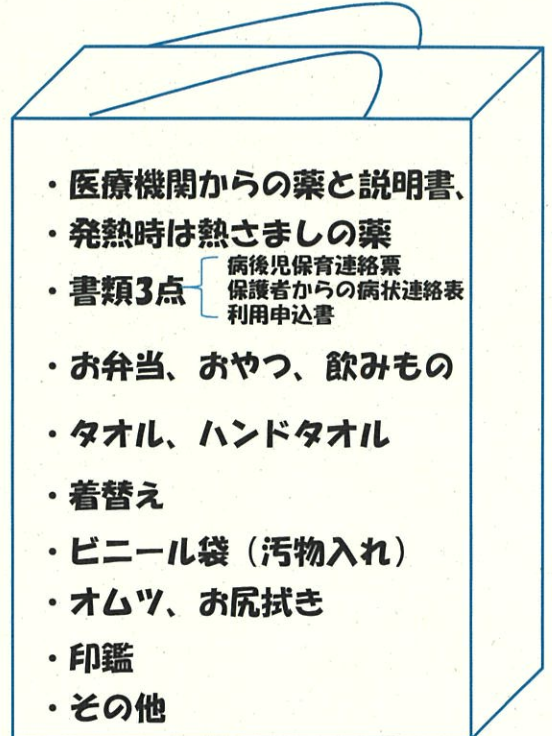 ・医療機関からの薬と説明書、
・発熱時は熱さましの薬
・書類3点
病後児保育連絡票
保護者からの病状連絡表
利用申込書
・お弁当、おやつ、飲みもの
・タオル、ハンドタオル
・着替え
・ビニール袋（汚物入れ）
・オムツ、お尻拭き
・印鑑
・その他